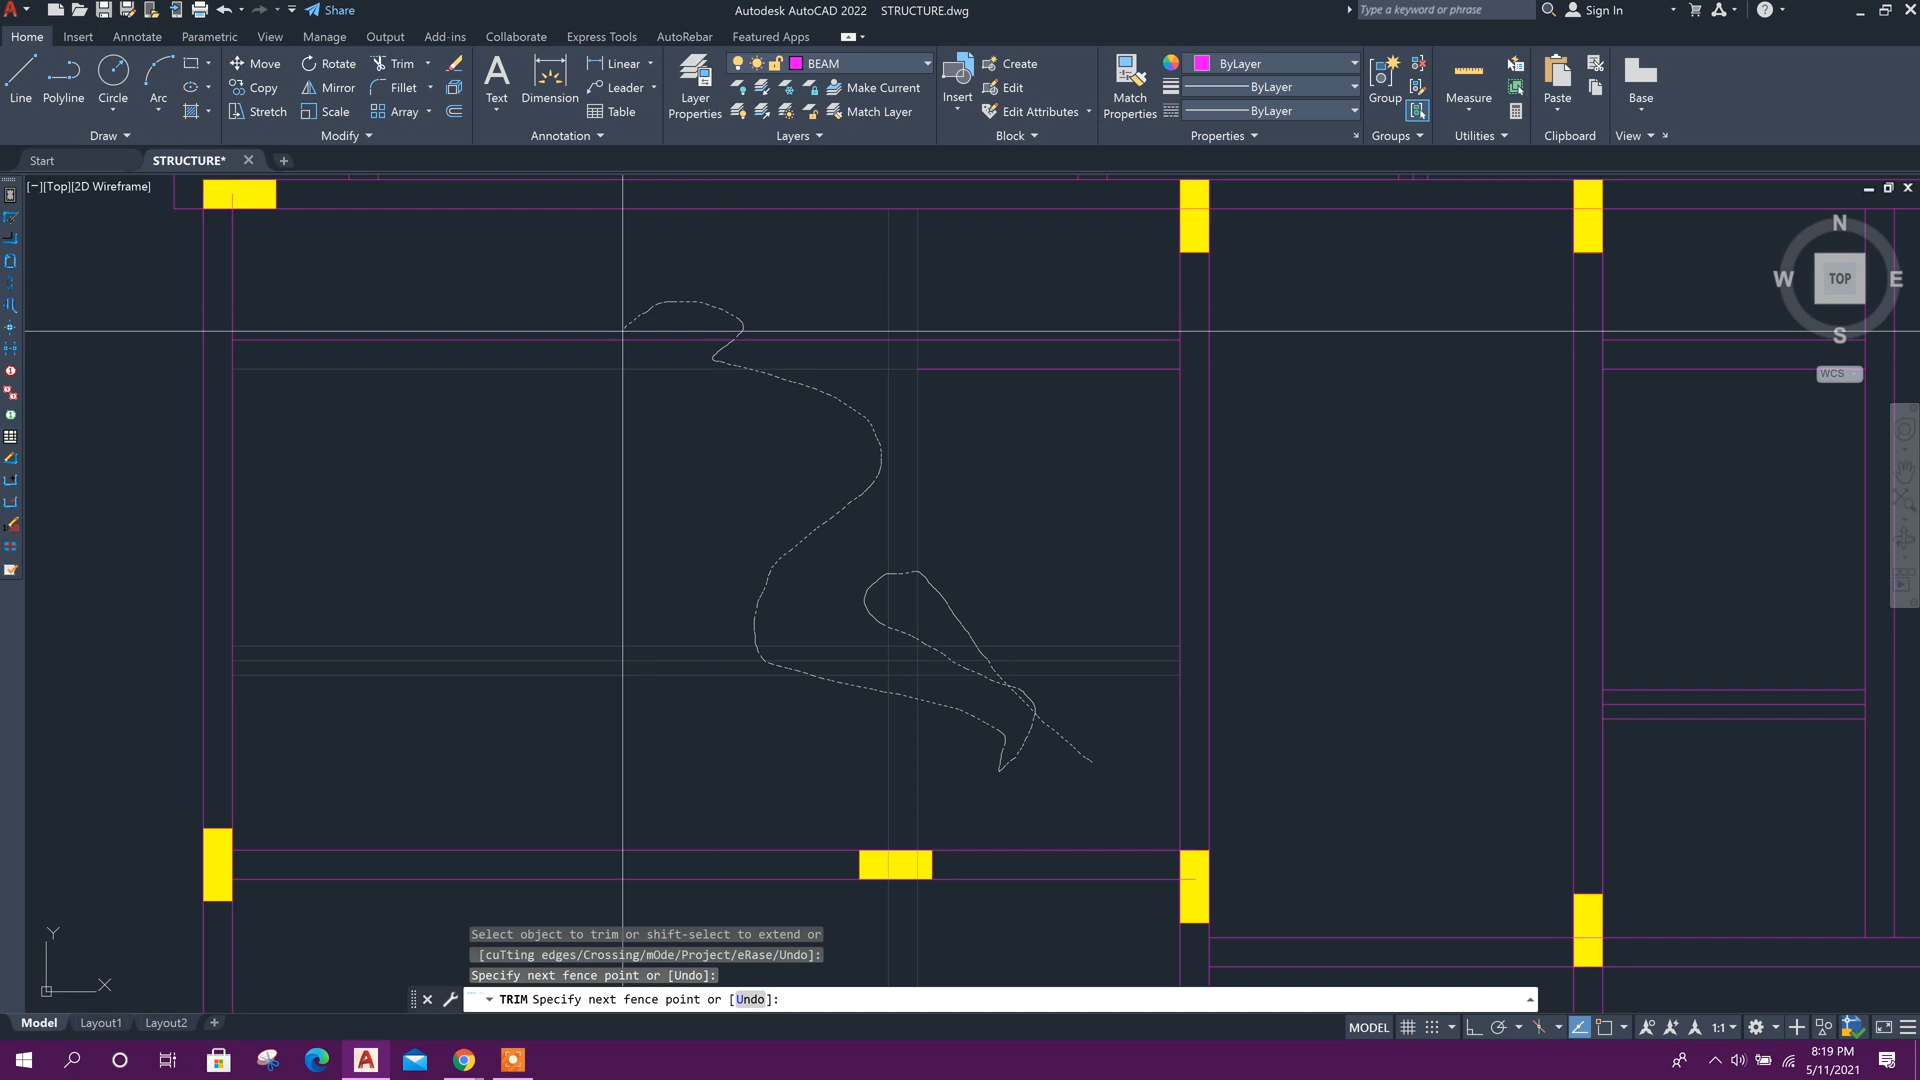 Share
Autodesk AutoCAD 2022 STRUCTURE.dwg
Type a keyword or phrase
Sign In
Home Insert Annotate Parametric View Manage Output Add-ins Collaborate Express Tools AutoRebar Featured Apps
Line Polyline Circle Arc
Move Rotate Trim
Copy Mirror Fillet
Stretch Scale Array
Text Dimension
Linear
Leader
Table
Layer Properties
BEAM
Make Current
Match Layer
Insert
Create
Edit
Edit Attributes
Match Properties
ByLayer
ByLayer
ByLayer
Group
Measure
Paste
Base
Draw Modify Annotation Layers Block Properties Groups Utilities Clipboard View
Start STRUCTURE*
[−][Top][2D Wireframe]
N
W TOP E
S
WCS
Y
X
Select object to trim or shift-select to extend or
[cuTting edges/Crossing/mOde/Project/eRase/Undo]:
Specify next fence point or [Undo]:
TRIM Specify next fence point or [Undo]:
Model Layout1 Layout2
MODEL 1:1
8:19 PM
5/11/2021